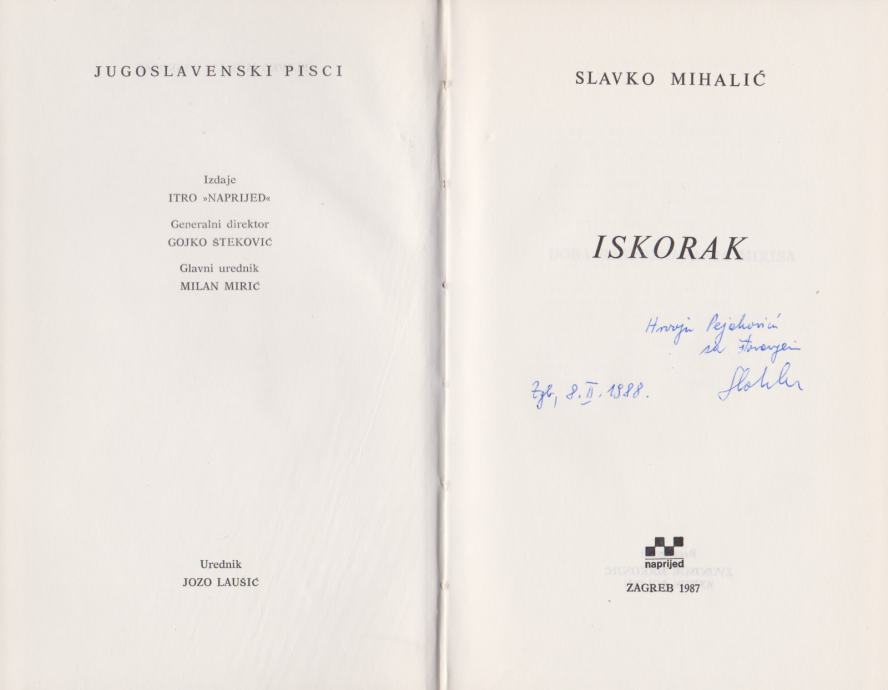 JUGOSLAVENSKI PISCI
Izdaje
ITRO »NAPRIJED«
Generalni direktor
GOJKO ŠTEKOVIĆ
Glavni urednik
MILAN MIRIĆ
Urednik
JOZO LAUŠIĆ
SLAVKO MIHALIĆ
ISKORAK
Hrvoju Pejakoviću
sa štovanjem
Zgb, 8. II. 1988.
naprijed
ZAGREB 1987